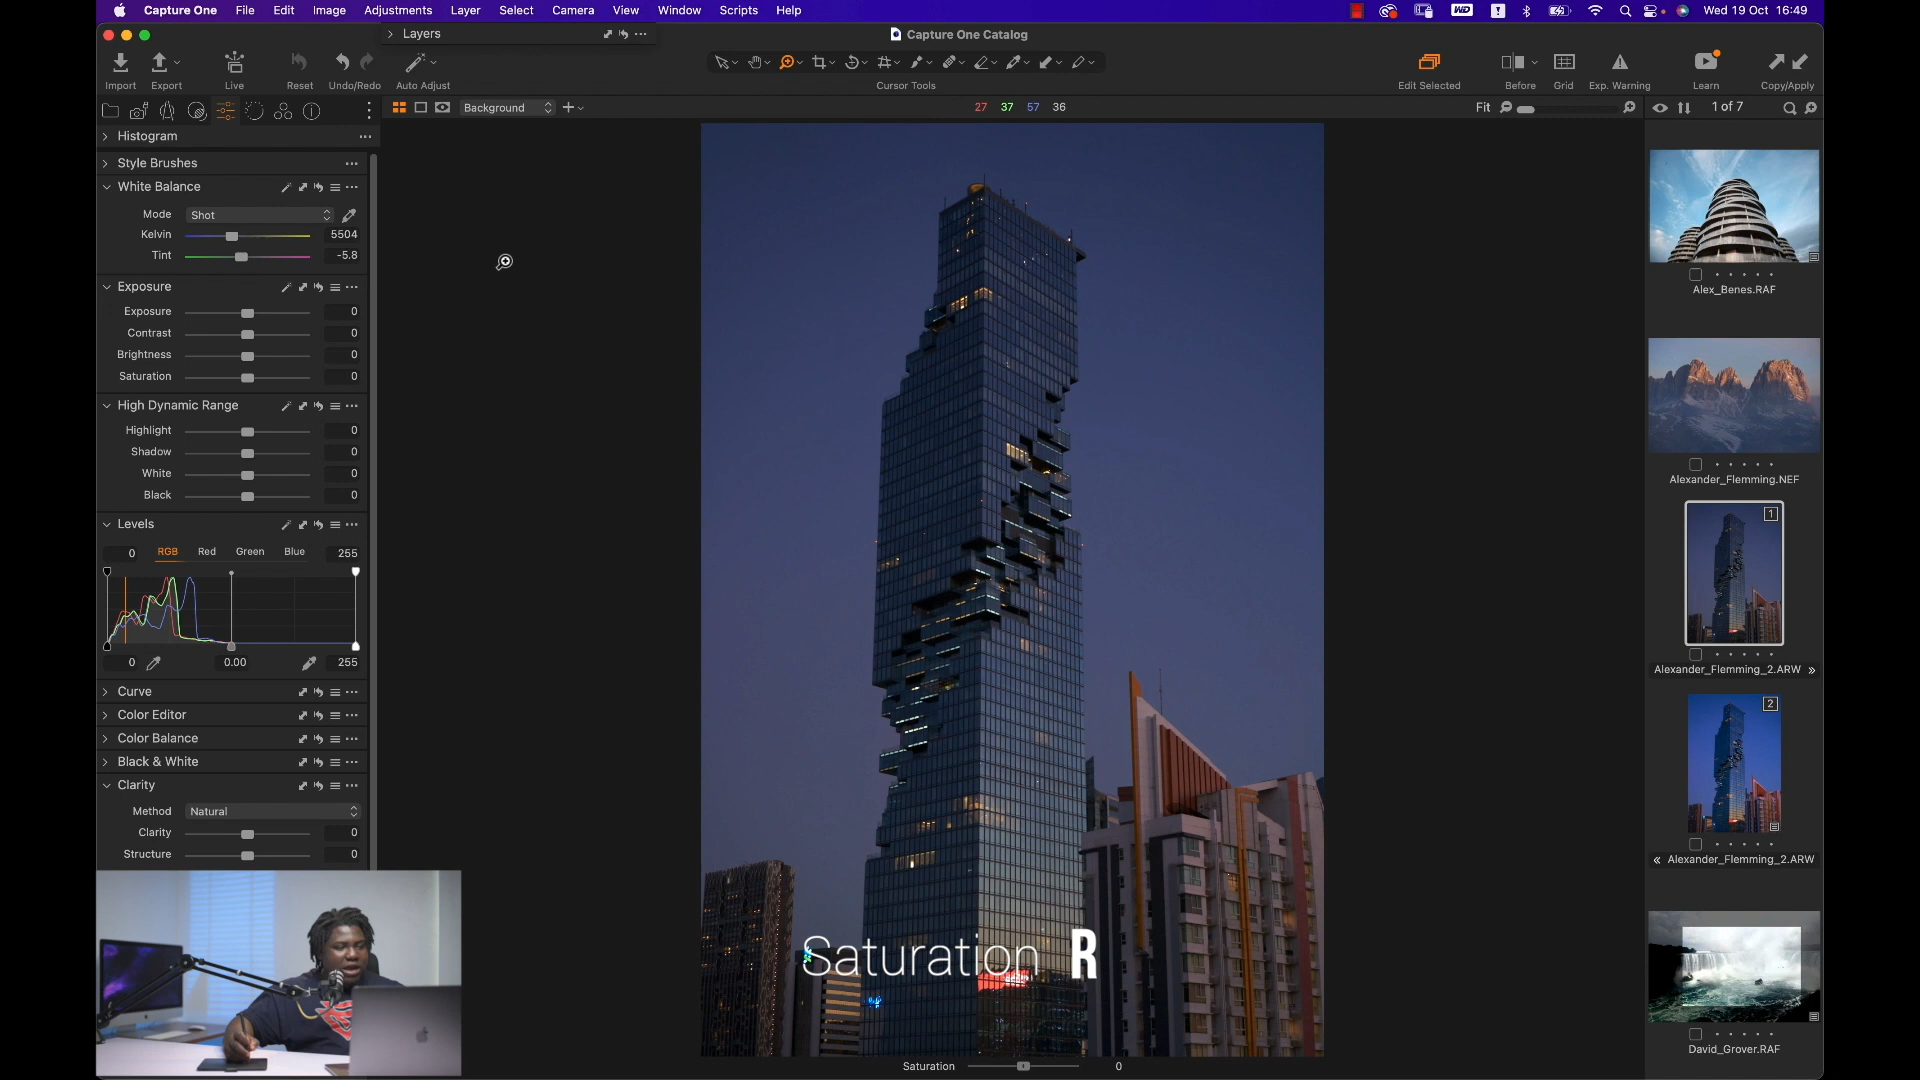 Capture One File Edit Image Adjustments Layer Select Camera View Window Scripts Help Wed 19 Oct 16:49
Layers
Capture One Catalog
Import Export Live Reset Undo/Redo Auto Adjust Cursor Tools Edit Selected Before Grid Exp. Warning Learn Copy/Apply
Background 27 37 57 36 Fit 1 of 7
Histogram
Style Brushes
White Balance
Mode Shot
Kelvin 5504
Tint -5.8
Exposure
Exposure 0
Contrast 0
Brightness 0
Saturation 0
High Dynamic Range
Highlight 0
Shadow 0
White 0
Black 0
Levels
0 RGB Red Green Blue 255
0 0.00 255
Curve
Color Editor
Color Balance
Black & White
Clarity
Method Natural
Clarity 0
Structure 0
Saturation R
Saturation 0
Alex_Benes.RAF
Alexander_Flemming.NEF
1
Alexander_Flemming_2.ARW »
2
« Alexander_Flemming_2.ARW
David_Grover.RAF